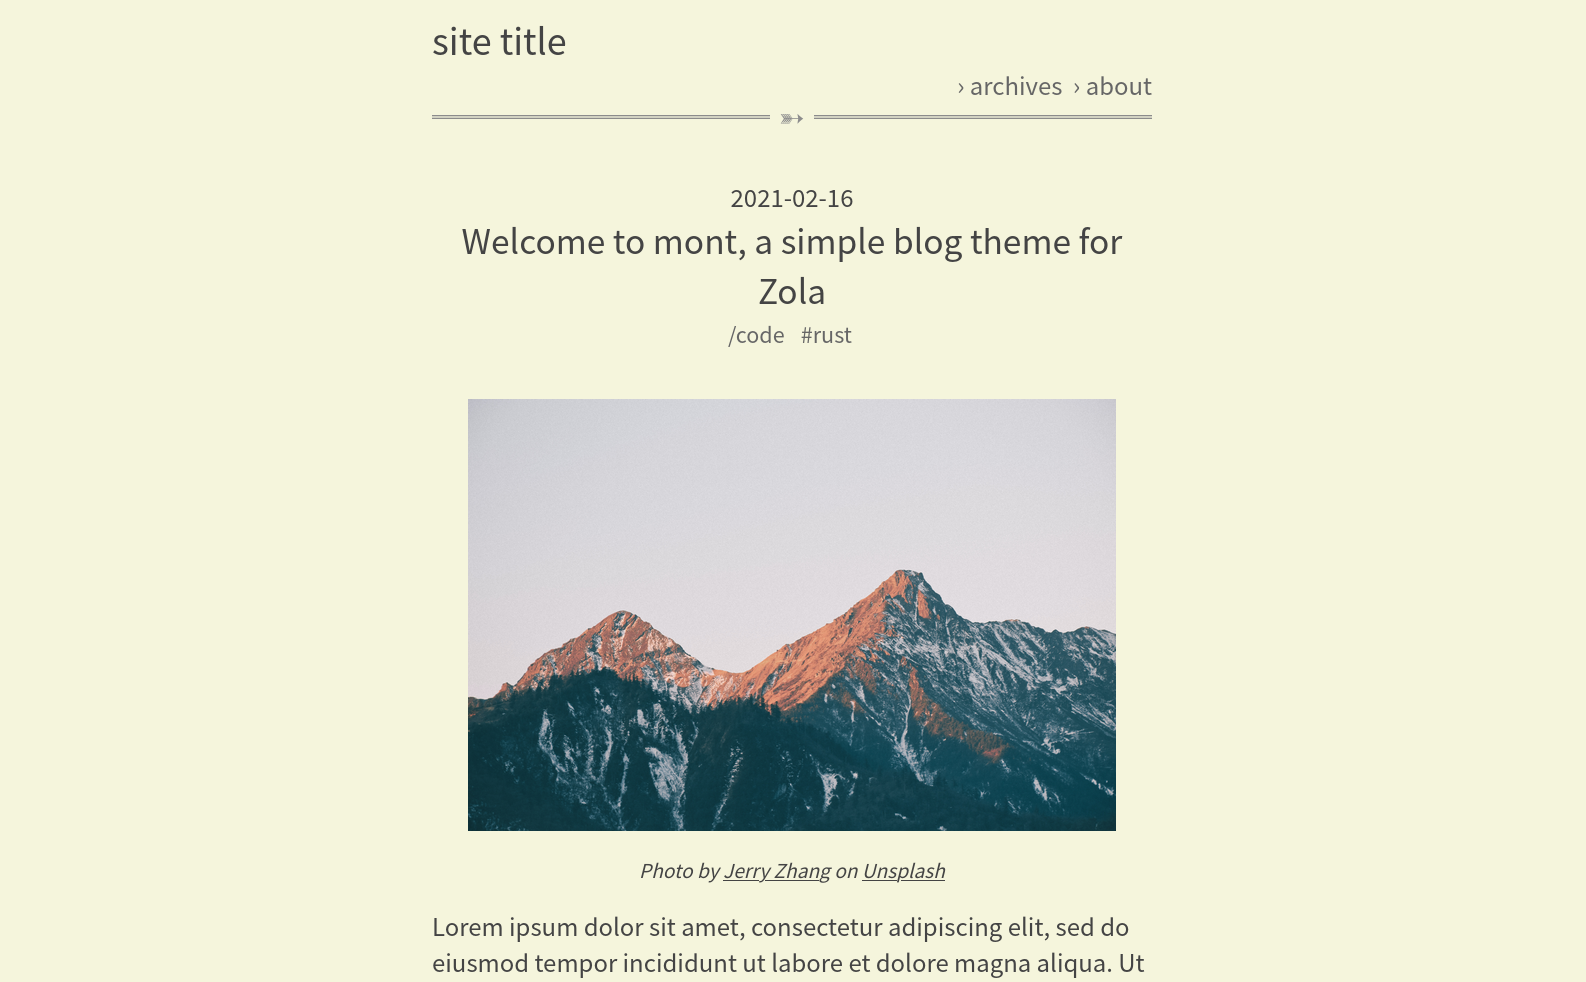 site title
› archives › about
➳
2021-02-16
Welcome to mont, a simple blog theme for
Zola
/code #rust
Photo by Jerry Zhang on Unsplash
Lorem ipsum dolor sit amet, consectetur adipiscing elit, sed do
eiusmod tempor incididunt ut labore et dolore magna aliqua. Ut